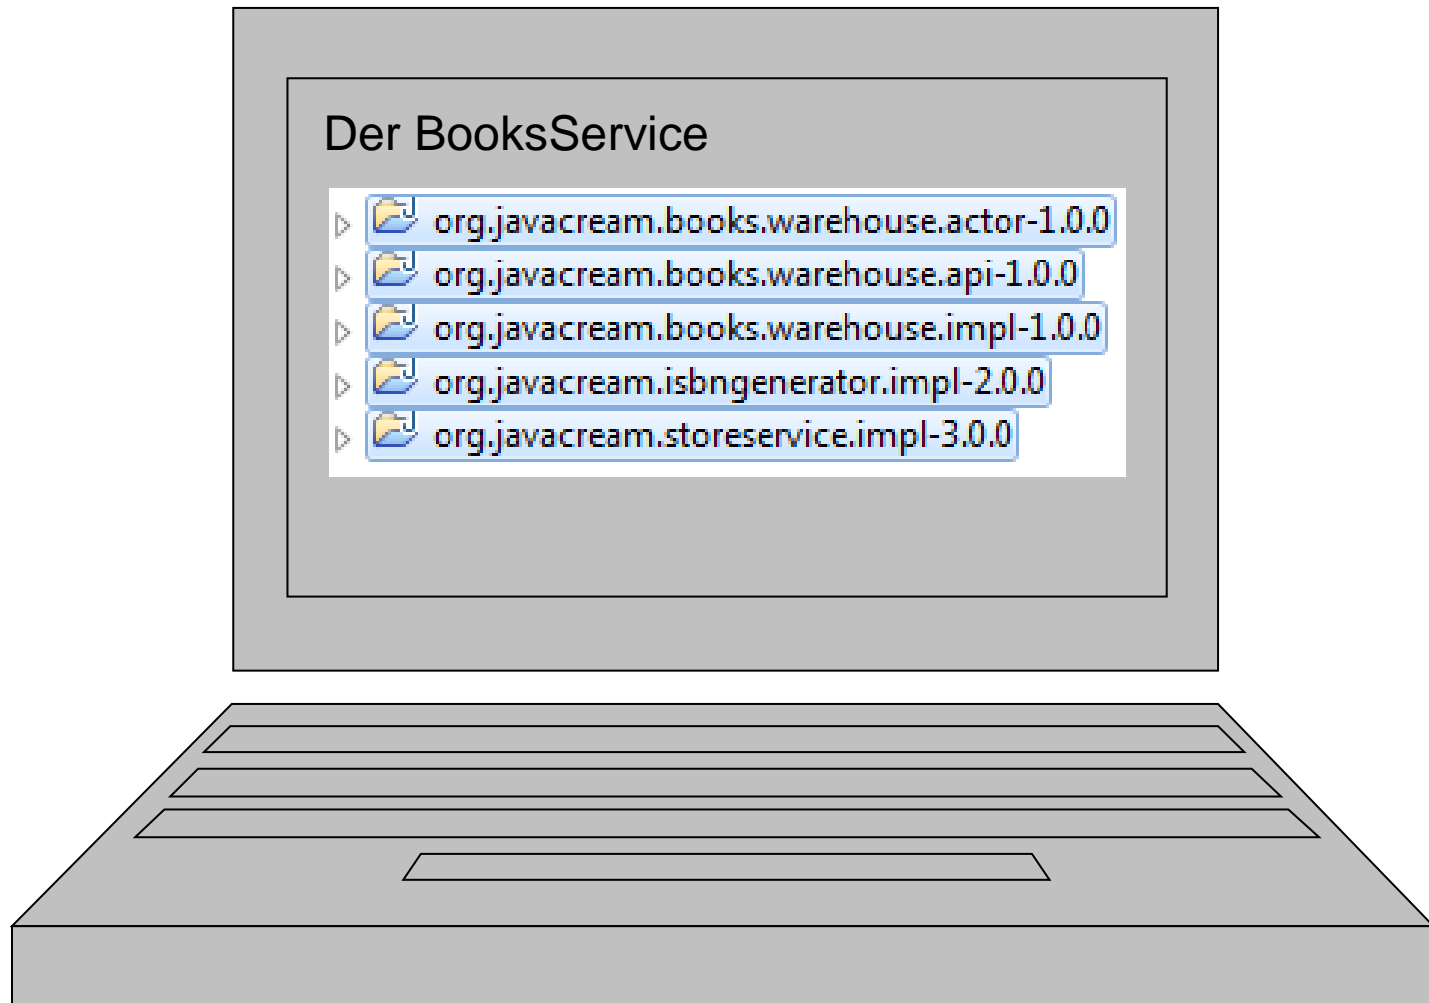 Der BooksService
org.javacream.books.warehouse.actor-1.0.0
org.javacream.books.warehouse.api-1.0.0
org.javacream.books.warehouse.impl-1.0.0
org.javacream.isbngenerator.impl-2.0.0
org.javacream.storeservice.impl-3.0.0